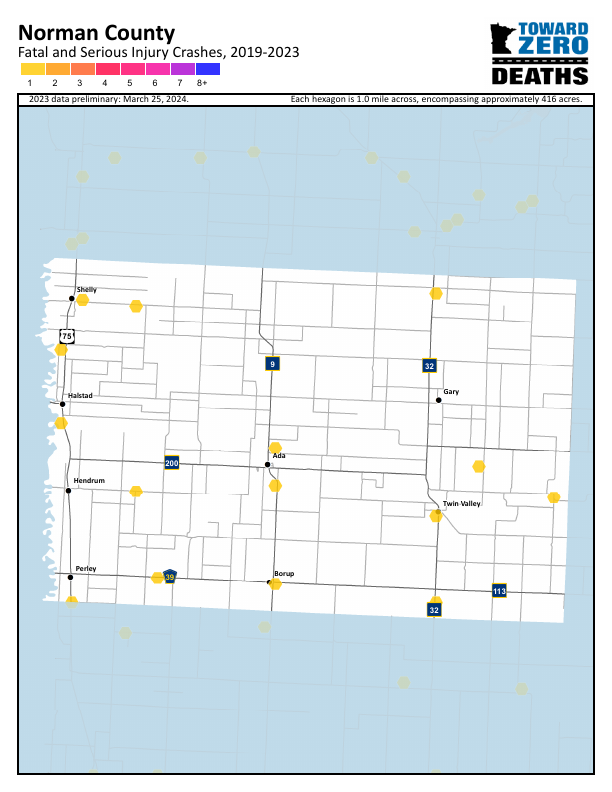 Norman County
Fatal and Serious Injury Crashes, 2019-2023
1 2 3 4 5 6 7 8+
TOWARD
ZERO
DEATHS
2023 data preliminary: March 25, 2024. Each hexagon is 1.0 mile across, encompassing approximately 416 acres.
Shelly
75
9
32
Gary
Halstad
Ada
200
Hendrum
Twin Valley
Perley
39
Borup
113
32